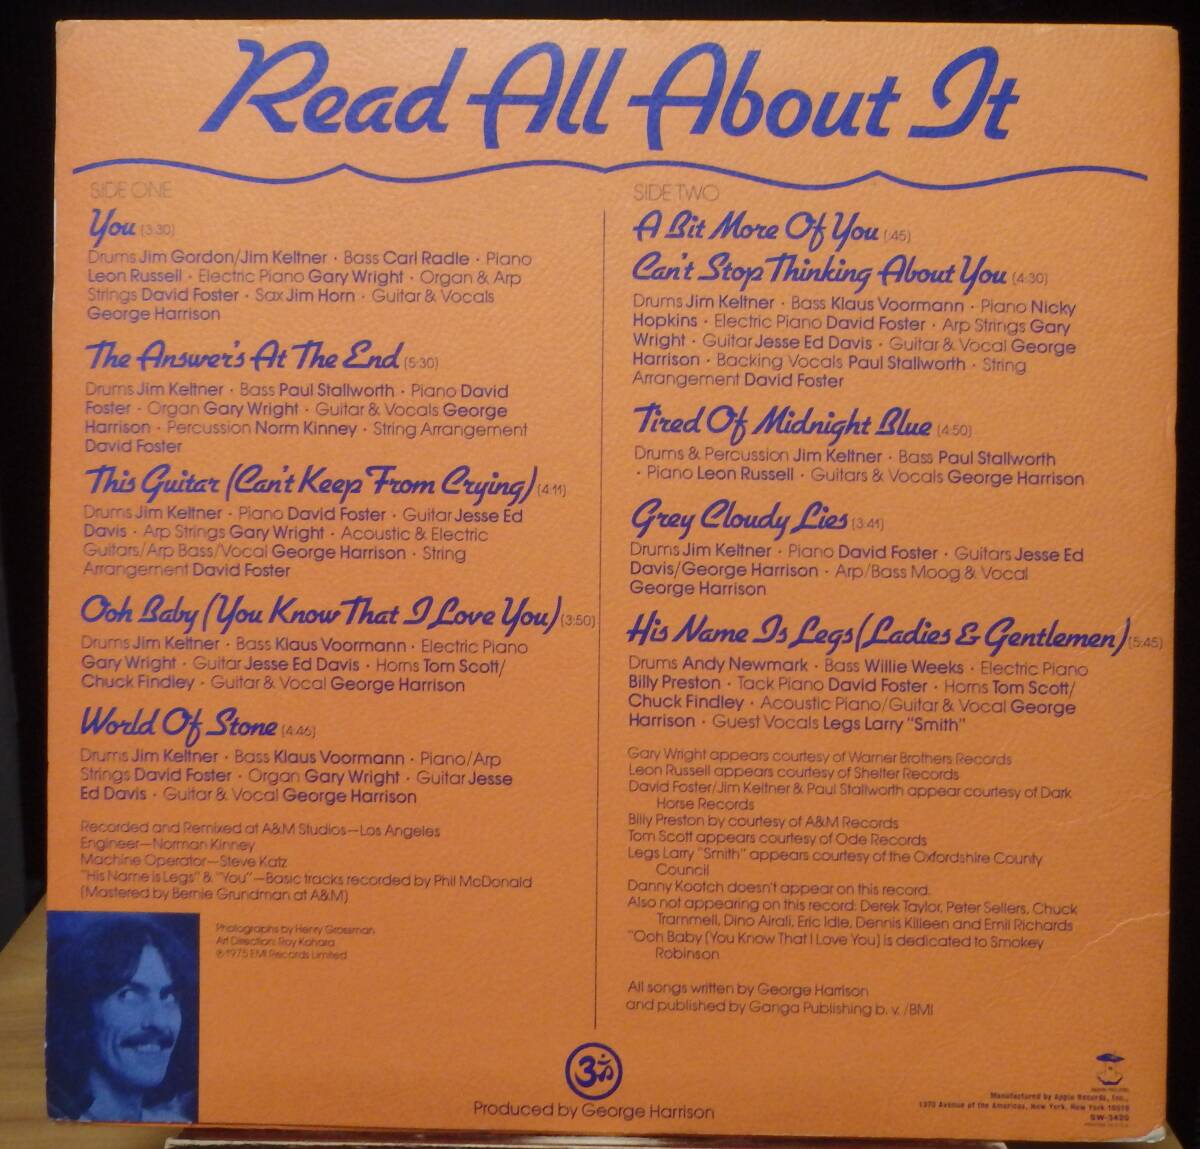 Read All About It
SIDE ONE
You (3:30)
Drums Jim Gordon/Jim Keltner · Bass Carl Radle · Piano
Leon Russell · Electric Piano Gary Wright · Organ & Arp
Strings David Foster · Sax Jim Horn · Guitar & Vocals
George Harrison
The Answer's At The End (5:30)
Drums Jim Keltner · Bass Paul Stallworth · Piano David
Foster · Organ Gary Wright · Guitar & Vocals George
Harrison · Percussion Norm Kinney · String Arrangement
David Foster
This Guitar (Can't Keep From Crying) (4:11)
Drums Jim Keltner · Piano David Foster · Guitar Jesse Ed
Davis · Arp Strings Gary Wright · Acoustic & Electric
Guitars/Arp Bass/Vocal George Harrison · String
Arrangement David Foster
Ooh Baby (You Know That I Love You) (3:50)
Drums Jim Keltner · Bass Klaus Voormann · Electric Piano
Gary Wright · Guitar Jesse Ed Davis · Horns Tom Scott/
Chuck Findley · Guitar & Vocal George Harrison
World Of Stone (4:46)
Drums Jim Keltner · Bass Klaus Voormann · Piano/Arp
Strings David Foster · Organ Gary Wright · Guitar Jesse
Ed Davis · Guitar & Vocal George Harrison
Recorded and Remixed at A&M Studios—Los Angeles
Engineer—Norman Kinney
Machine Operator—Steve Katz
"His Name is Legs" & "You"—Basic tracks recorded by Phil McDonald
(Mastered by Bernie Grundman at A&M)
Photographs by Henry Grossman
Art Direction: Roy Kohara
℗1975 EMI Records Limited
SIDE TWO
A Bit More Of You (:45)
Can't Stop Thinking About You (4:30)
Drums Jim Keltner · Bass Klaus Voormann · Piano Nicky
Hopkins · Electric Piano David Foster · Arp Strings Gary
Wright · Guitar Jesse Ed Davis · Guitar & Vocal George
Harrison · Backing Vocals Paul Stallworth · String
Arrangement David Foster
Tired Of Midnight Blue (4:50)
Drums & Percussion Jim Keltner · Bass Paul Stallworth
· Piano Leon Russell · Guitars & Vocals George Harrison
Grey Cloudy Lies (3:41)
Drums Jim Keltner · Piano David Foster · Guitars Jesse Ed
Davis/George Harrison · Arp/Bass Moog & Vocal
George Harrison
His Name Is Legs (Ladies & Gentlemen) (5:45)
Drums Andy Newmark · Bass Willie Weeks · Electric Piano
Billy Preston · Tack Piano David Foster · Horns Tom Scott/
Chuck Findley · Acoustic Piano/Guitar & Vocal George
Harrison · Guest Vocals Legs Larry "Smith"
Gary Wright appears courtesy of Warner Brothers Records
Leon Russell appears courtesy of Shelter Records
David Foster/Jim Keltner & Paul Stallworth appear courtesy of Dark
Horse Records
Billy Preston by courtesy of A&M Records
Tom Scott appears courtesy of Ode Records
Legs Larry "Smith" appears courtesy of the Oxfordshire County
Council
Danny Kootch doesn't appear on this record.
Also not appearing on this record: Derek Taylor, Peter Sellers, Chuck
Trammell, Dino Airali, Eric Idle, Dennis Killeen and Emil Richards
"Ooh Baby (You Know That I Love You) is dedicated to Smokey
Robinson
All songs written by George Harrison
and published by Ganga Publishing b. v. /BMI
ॐ
Produced by George Harrison
Manufactured by Apple Records, Inc.,
1370 Avenue of the Americas, New York, New York 10019
SW-3420